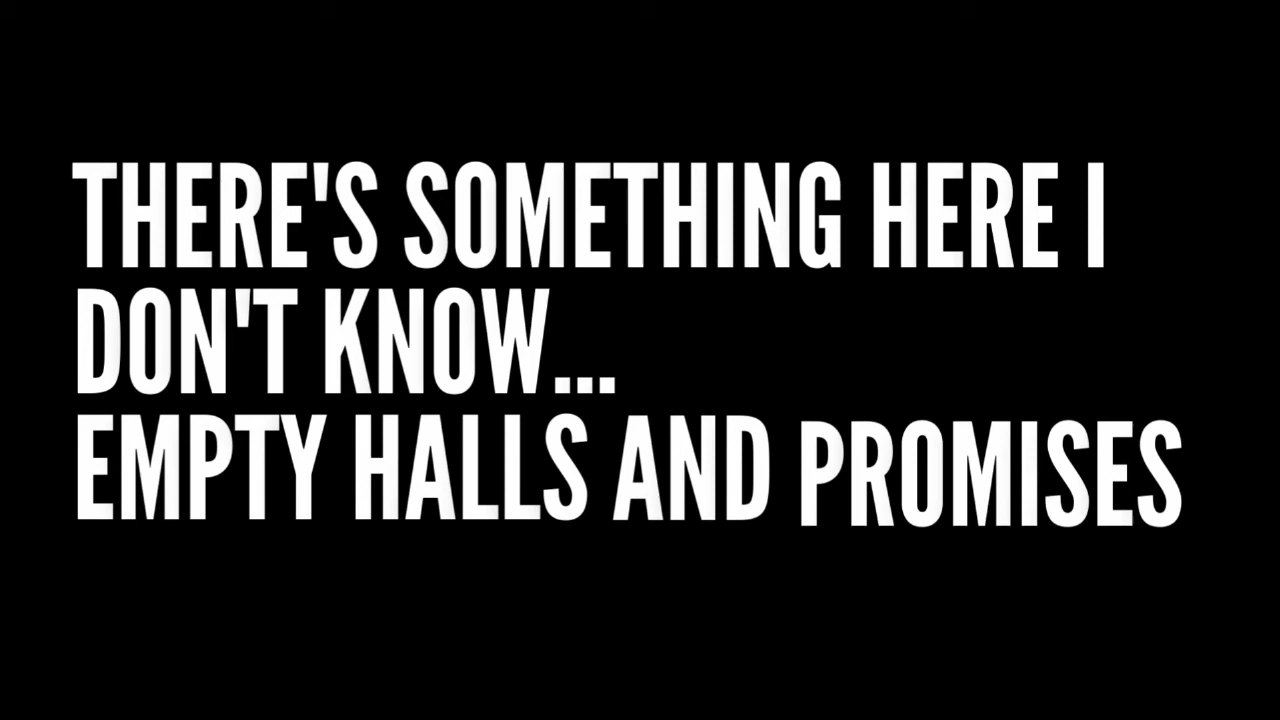 THERE'S SOMETHING HERE I
DON'T KNOW...
EMPTY HALLS AND PROMISES